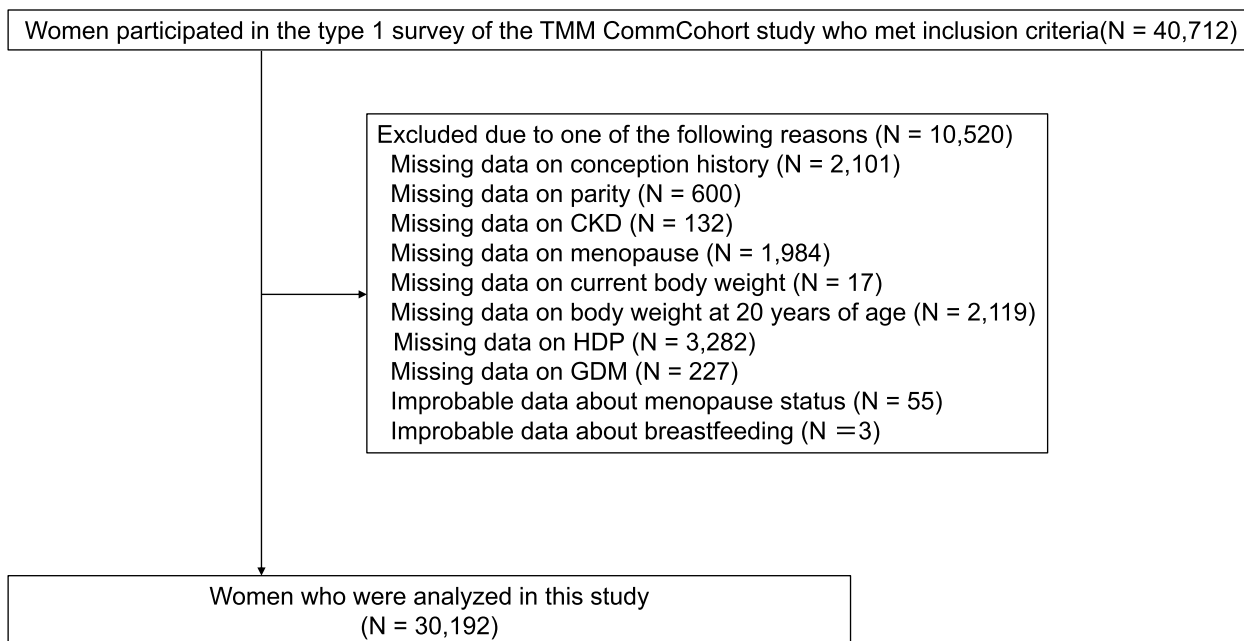 Women participated in the type 1 survey of the TMM CommCohort study who met inclusion criteria(N = 40,712)
Excluded due to one of the following reasons (N = 10,520)
Missing data on conception history (N = 2,101)
Missing data on parity (N = 600)
Missing data on CKD (N = 132)
Missing data on menopause (N = 1,984)
Missing data on current body weight (N = 17)
Missing data on body weight at 20 years of age (N = 2,119)
Missing data on HDP (N = 3,282)
Missing data on GDM (N = 227)
Improbable data about menopause status (N = 55)
Improbable data about breastfeeding (N =3)
Women who were analyzed in this study
(N = 30,192)